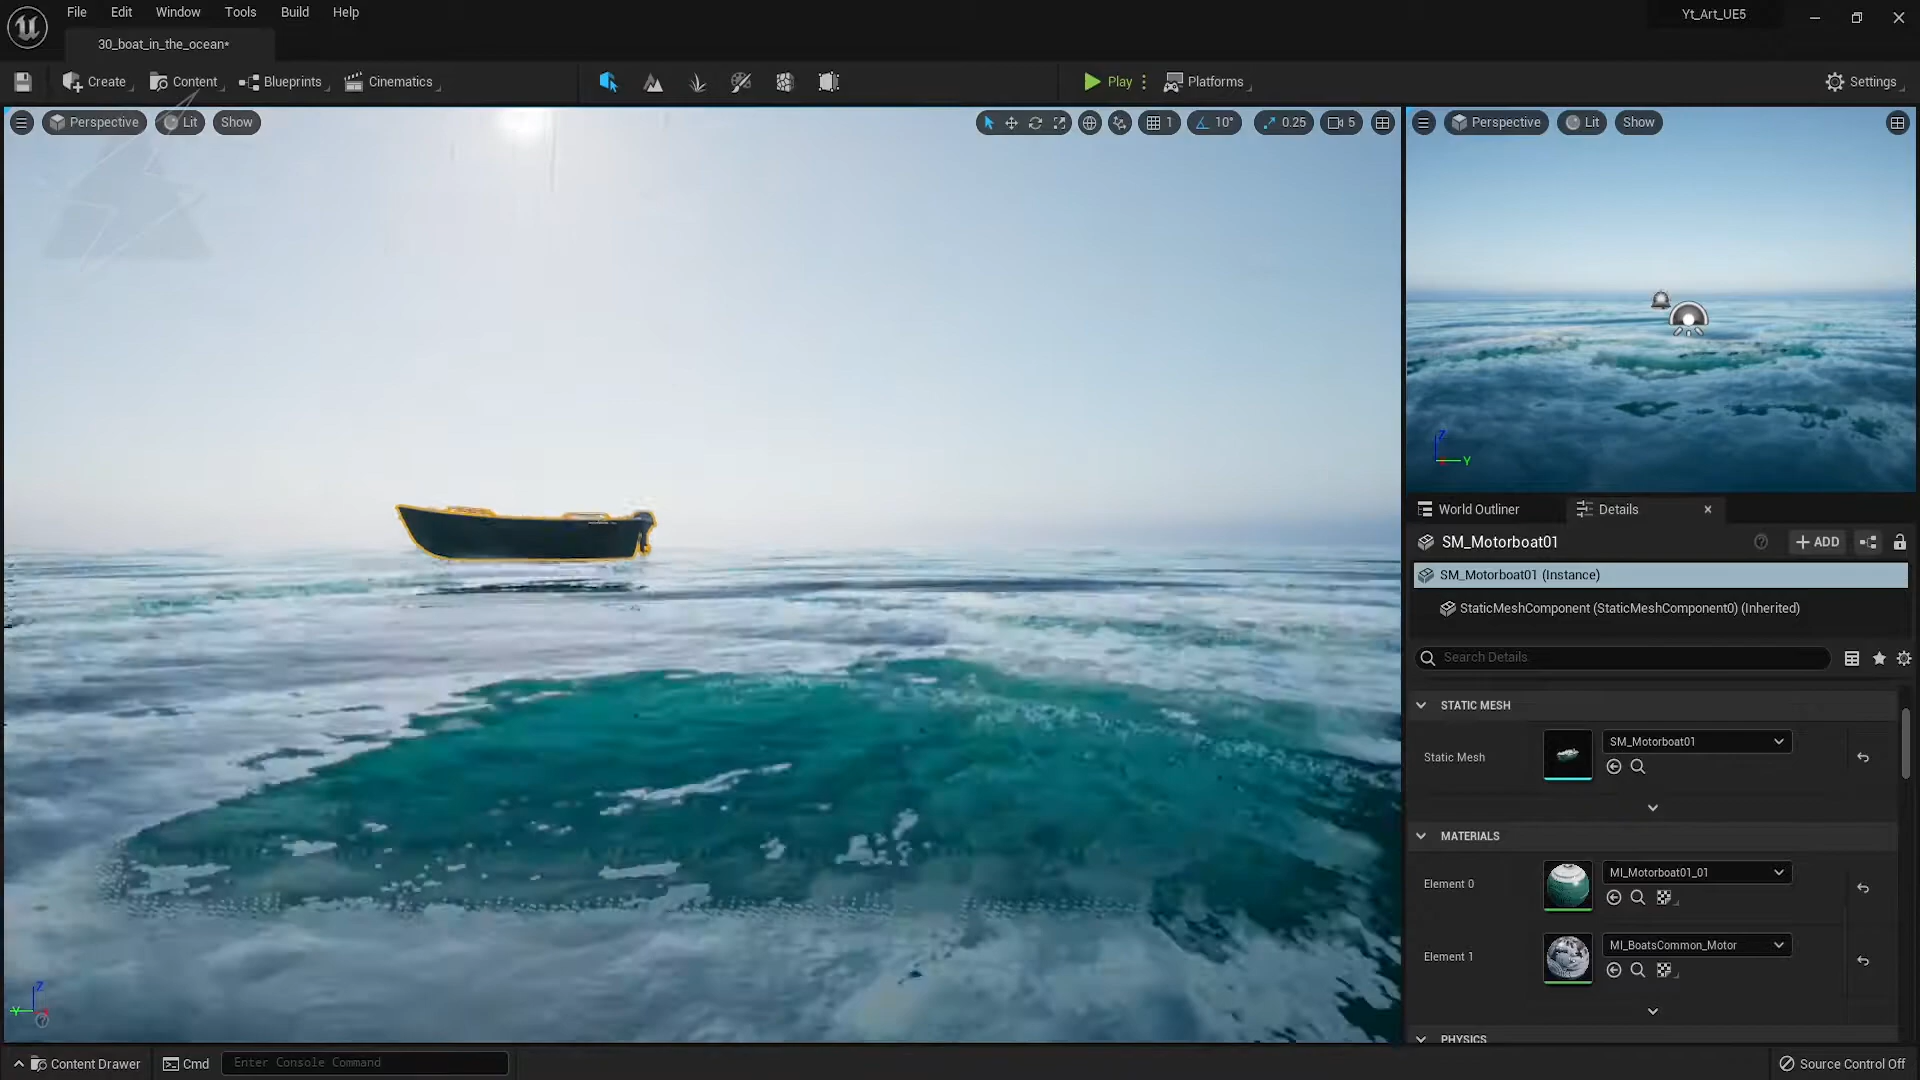 File Edit Window Tools Build Help
Yt_Art_UE5
30_boat_in_the_ocean*
Create Content Blueprints Cinematics Play Platforms Settings
Perspective Lit Show 1 10° 0.25 5 Perspective Lit Show
Z
Y
World Outliner Details
SM_Motorboat01 ADD
SM_Motorboat01 (Instance)
StaticMeshComponent (StaticMeshComponent0) (Inherited)
Search Details
STATIC MESH
Static Mesh SM_Motorboat01
MATERIALS
Element 0 MI_Motorboat01_01
Element 1 MI_BoatsCommon_Motor
Z
Y
PHYSICS
Content Drawer Cmd Enter Console Command Source Control Off